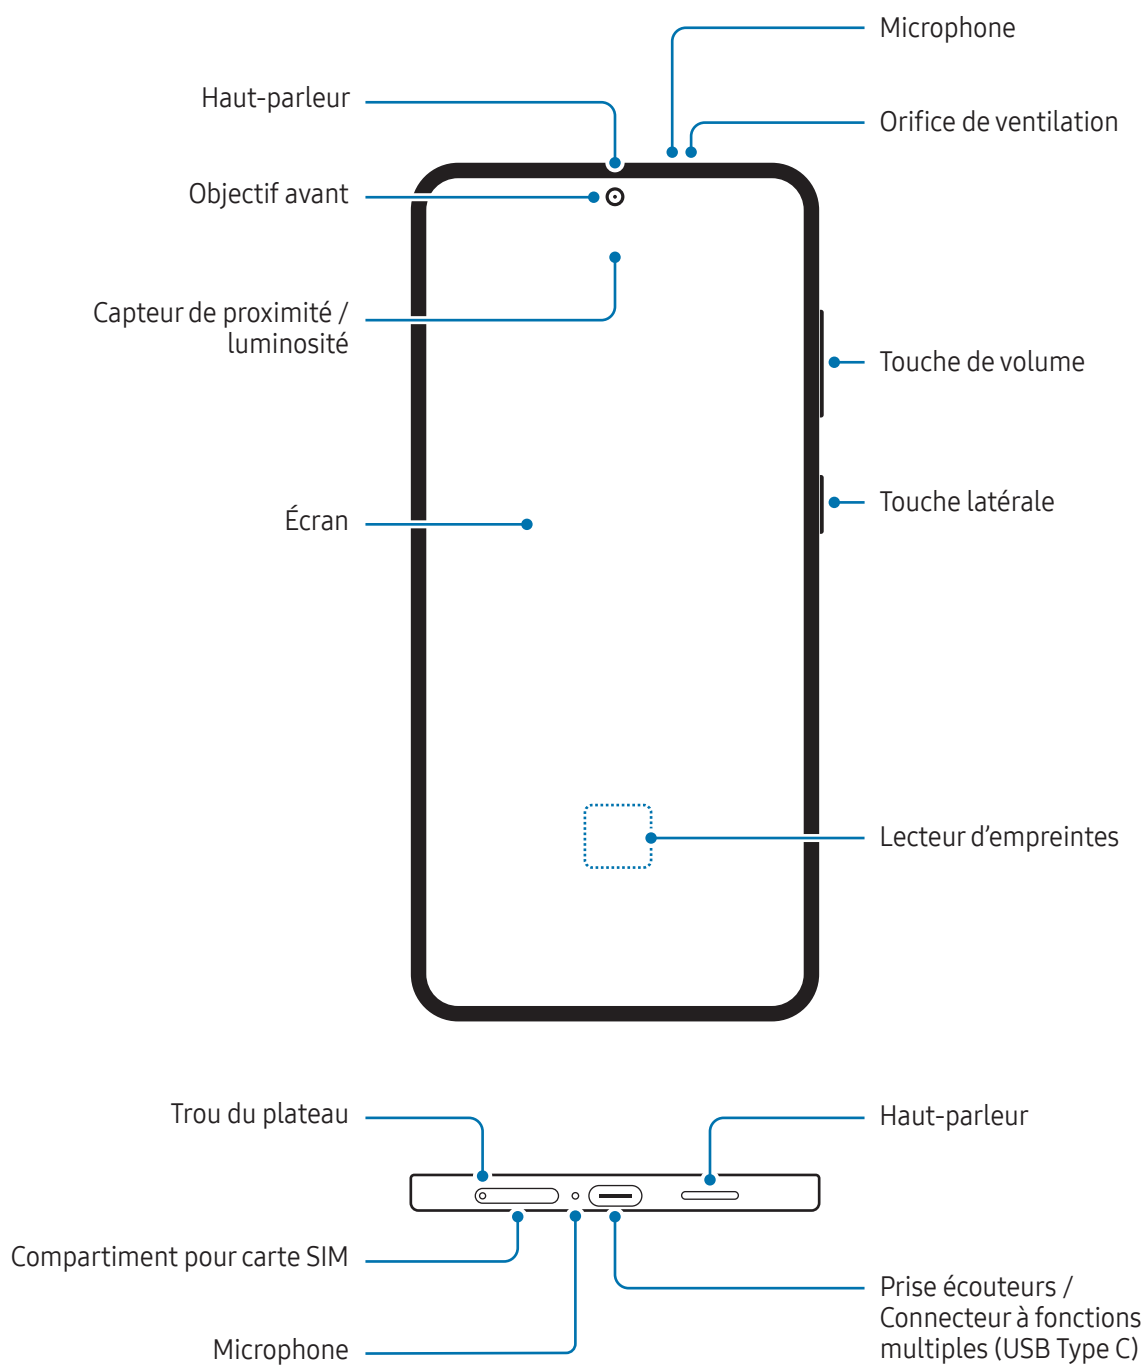 Microphone
Haut-parleur
Orifice de ventilation
Objectif avant
Capteur de proximité /
luminosité
Touche de volume
Touche latérale
Écran
Lecteur d’empreintes
Trou du plateau
Haut-parleur
Compartiment pour carte SIM
Prise écouteurs /
Connecteur à fonctions
multiples (USB Type C)
Microphone